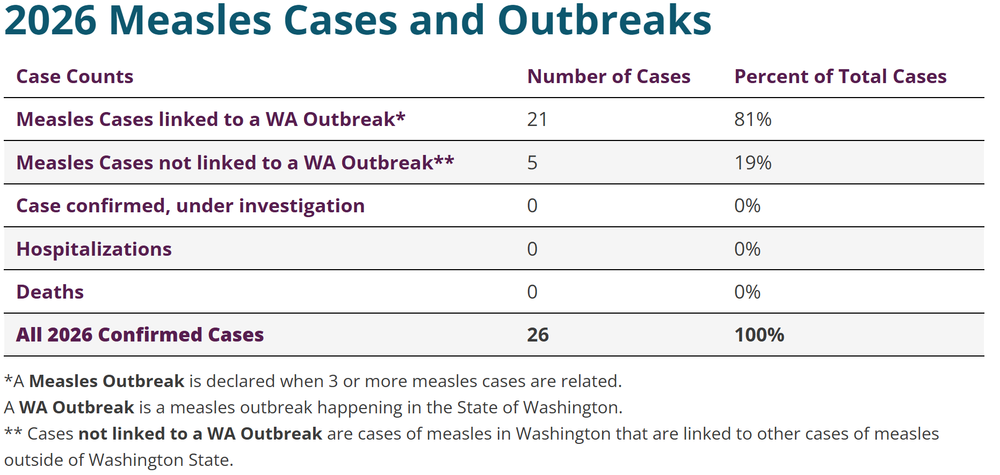 2026 Measles Cases and Outbreaks
Case Counts Number of Cases Percent of Total Cases
Measles Cases linked to a WA Outbreak* 21 81%
Measles Cases not linked to a WA Outbreak** 5 19%
Case confirmed, under investigation 0 0%
Hospitalizations 0 0%
Deaths 0 0%
All 2026 Confirmed Cases 26 100%
*A Measles Outbreak is declared when 3 or more measles cases are related.
A WA Outbreak is a measles outbreak happening in the State of Washington.
** Cases not linked to a WA Outbreak are cases of measles in Washington that are linked to other cases of measles
outside of Washington State.